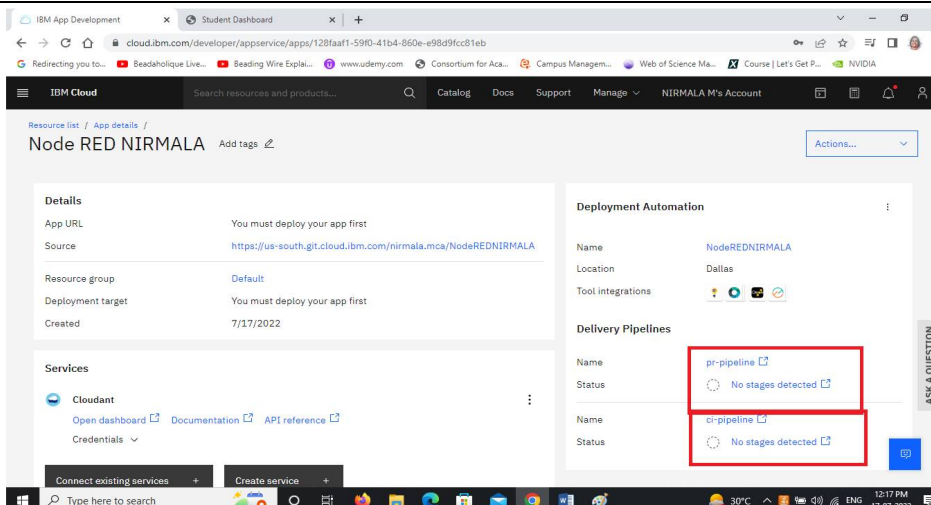 IBM App Development
Student Dashboard
cloud.ibm.com/developer/appservice/apps/128faaf1-59f0-41b4-860e-e98d9fcc81eb
Redirecting you to... Beadaholique Live... Beading Wire Explai... www.udemy.com Consortium for Aca... Campus Managem... Web of Science Ma... Course | Let's Get P... NVIDIA
IBM Cloud Search resources and products... Catalog Docs Support Manage NIRMALA M's Account
Resource list / App details /
Node RED NIRMALA Add tags
Actions...
Details
App URL You must deploy your app first
Source https://us-south.git.cloud.ibm.com/nirmala.mca/NodeREDNIRMALA
Resource group Default
Deployment target You must deploy your app first
Created 7/17/2022
Services
Cloudant
Open dashboard Documentation API reference
Credentials
Connect existing services + Create service +
Deployment Automation
Name NodeREDNIRMALA
Location Dallas
Tool integrations
Delivery Pipelines
Name pr-pipeline
Status No stages detected
Name ci-pipeline
Status No stages detected
ASK A QUESTION
Type here to search
30°C ENG 12:17 PM
17-07-2022